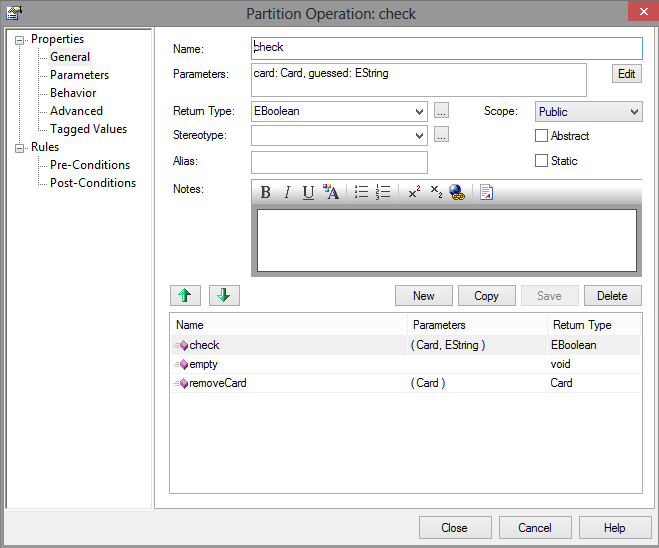 Partition Operation: check
Properties
General
Parameters
Behavior
Advanced
Tagged Values
Rules
Pre-Conditions
Post-Conditions
Name: check
Parameters: card: Card, guessed: EString Edit
Return Type: EBoolean ... Scope: Public
Stereotype: ... Abstract
Alias: Static
Notes: B I U A x² x₂
New Copy Save Delete
Name Parameters Return Type
check ( Card, EString ) EBoolean
empty void
removeCard ( Card ) Card
Close Cancel Help